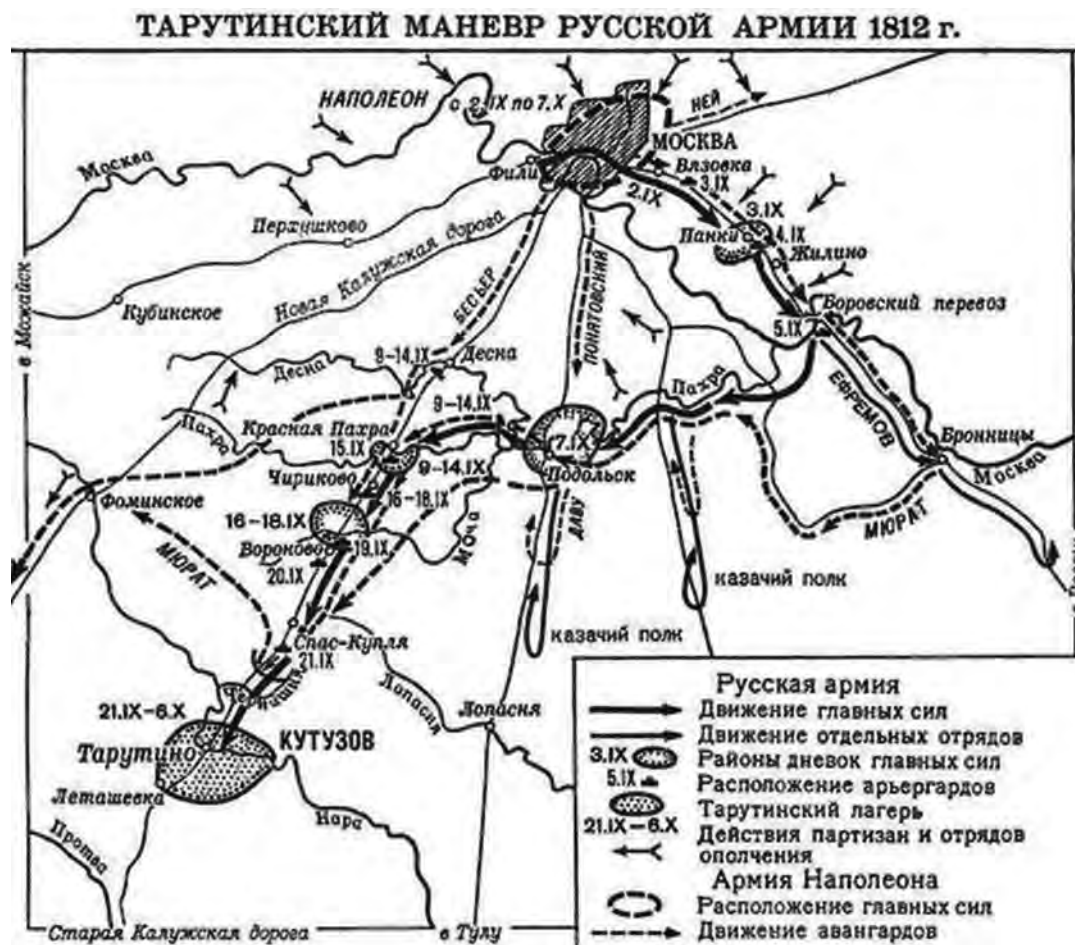 ТАРУТИНСКИЙ МАНЕВР РУССКОЙ АРМИИ 1812 г.
НАПОЛЕОН
с 2.IX по 7.X
НЕЙ
МОСКВА
Москва
Фили
Вязовка
3.IX
2.IX
3.IX
Перхушково
Панки
4.IX
Жилино
Новая Калужская дорога
Кубинское
в Можайск
БЕСЬЕР
ПОНЯТОВСКИЙ
Боровский перевоз
5.IX
9-14.IX
Десна
Десна
Пахра
ЕФРЕМОВ
9-14.IX
Красная Пахра
Пахра
15.IX
7.IX
Бронницы
9-14.IX
Подольск
Москва
Чириково
16-18.IX
Фоминское
16-18.IX
Моча
ДАВУ
МЮРАТ
Вороново
19.IX
МЮРАТ
20.IX
казачий полк
казачий полк
Спас-Купля
21.IX
Лопасня
Лопасня
21.IX-6.X
КУТУЗОВ
Тарутино
Леташевка
Нара
Протва
Старая Калужская дорога
в Тулу
Русская армия
Движение главных сил
Движение отдельных отрядов
3.IX Районы дневок главных сил
5.IX Расположение арьергардов
Тарутинский лагерь
21.IX-6.X
Действия партизан и отрядов
ополчения
Армия Наполеона
Расположение главных сил
Движение авангардов